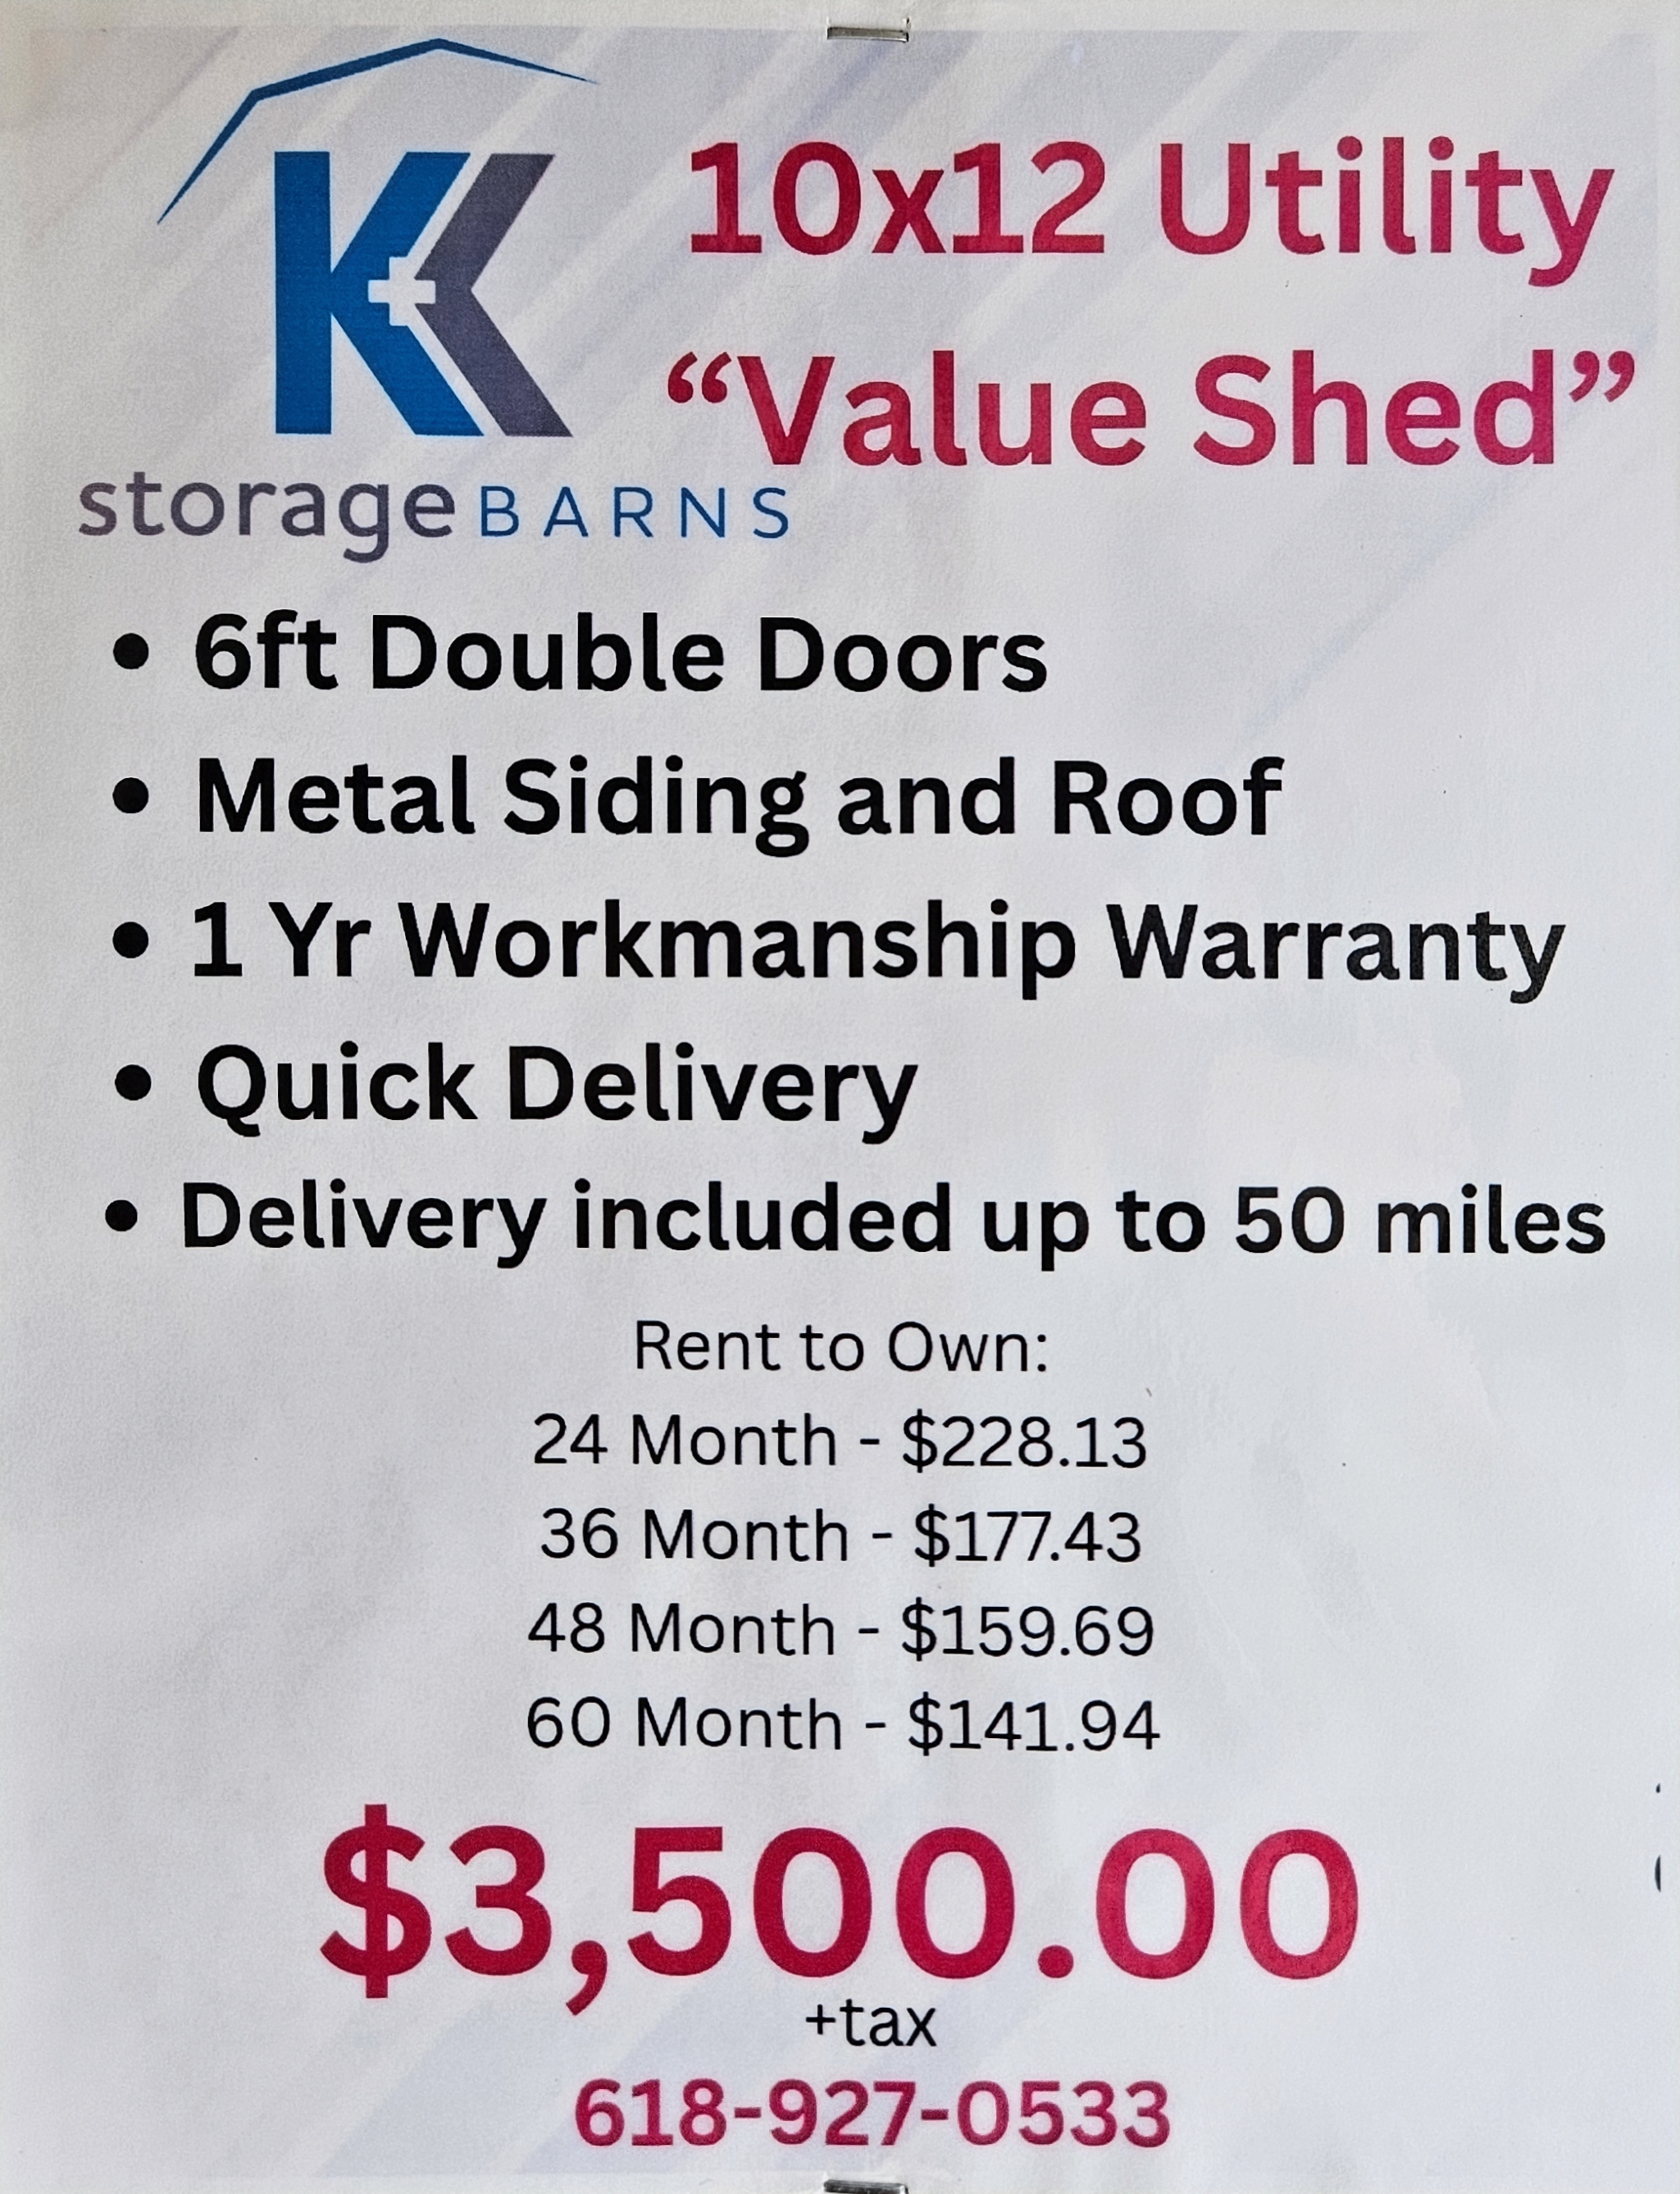 KK
storage BARNS
10x12 Utility
“Value Shed”
• 6ft Double Doors
• Metal Siding and Roof
• 1 Yr Workmanship Warranty
• Quick Delivery
• Delivery included up to 50 miles
Rent to Own:
24 Month - $228.13
36 Month - $177.43
48 Month - $159.69
60 Month - $141.94
$3,500.00
+tax
618-927-0533